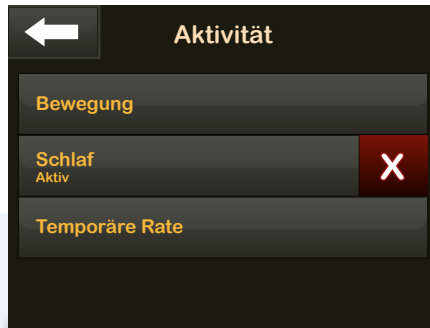 Aktivität
Bewegung
Schlaf
Aktiv
X
Temporäre Rate